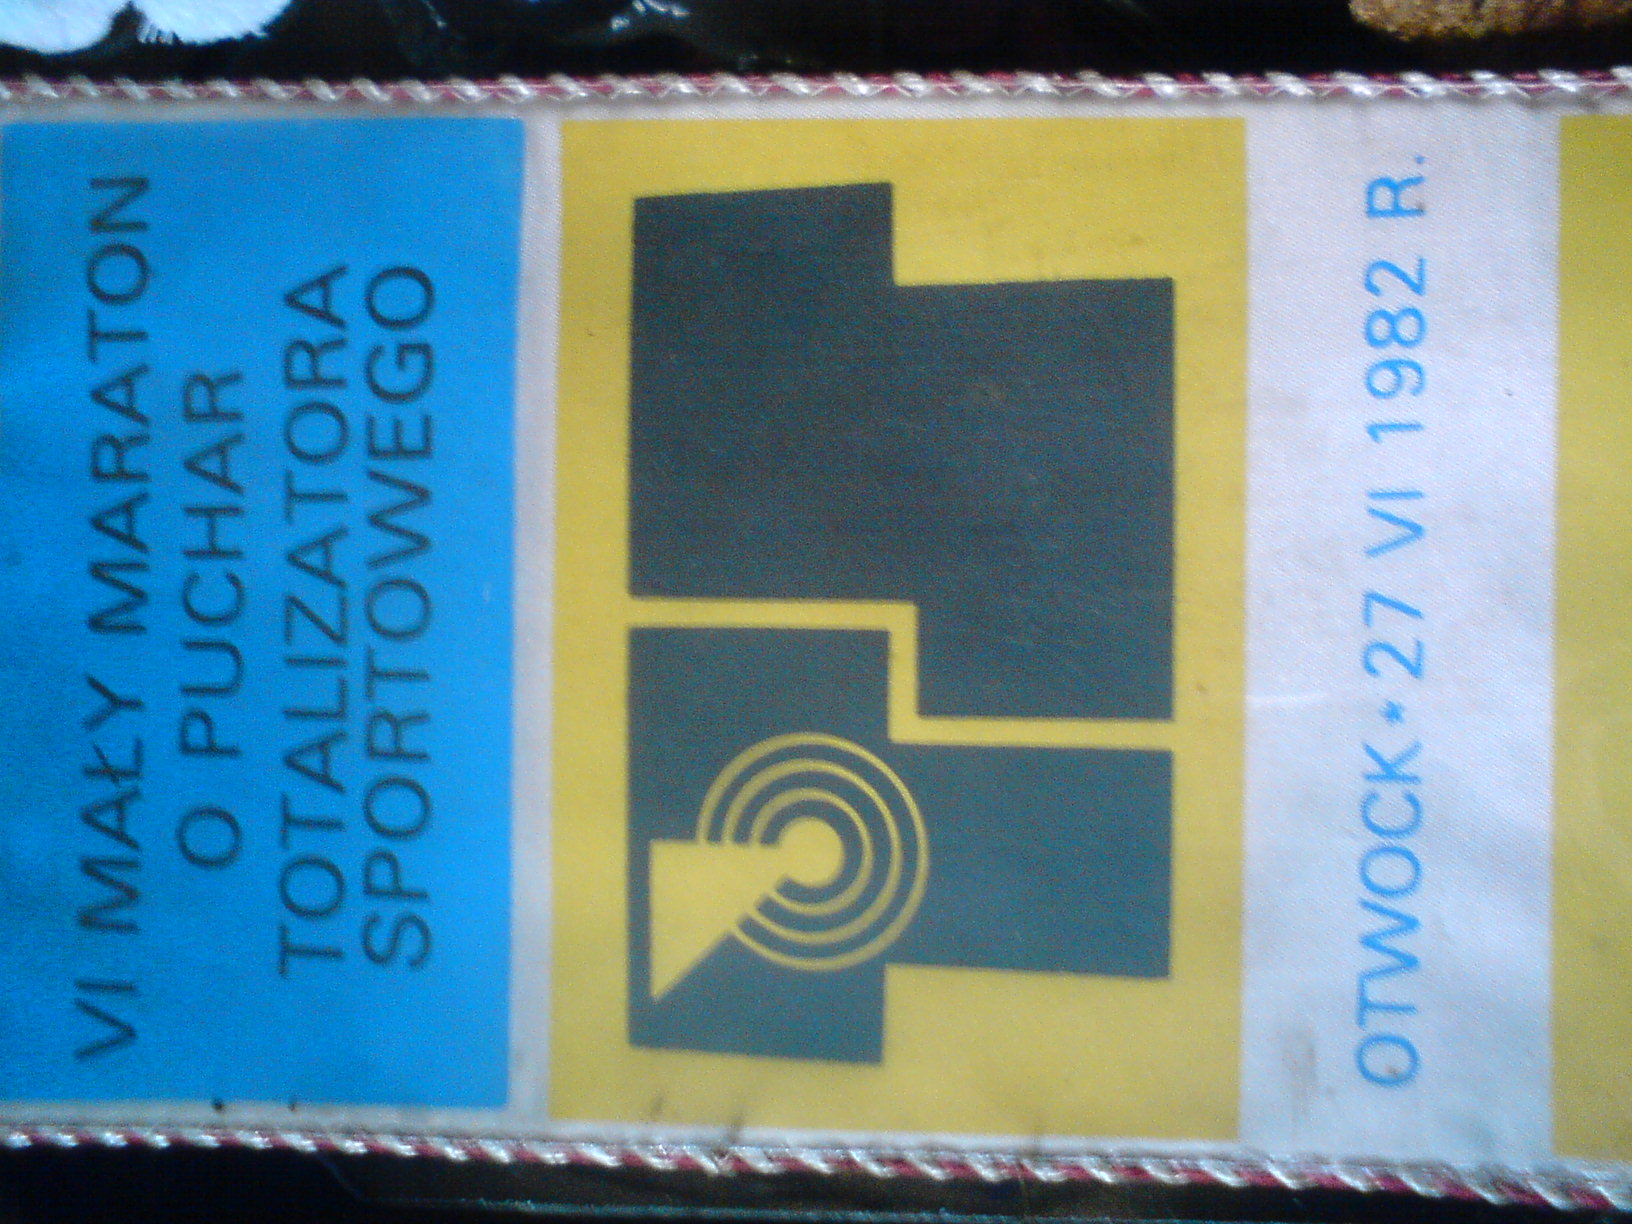 VI MAŁY MARATON
O PUCHAR
TOTALIZATORA
SPORTOWEGO
OTWOCK * 27 VI 1982 R.